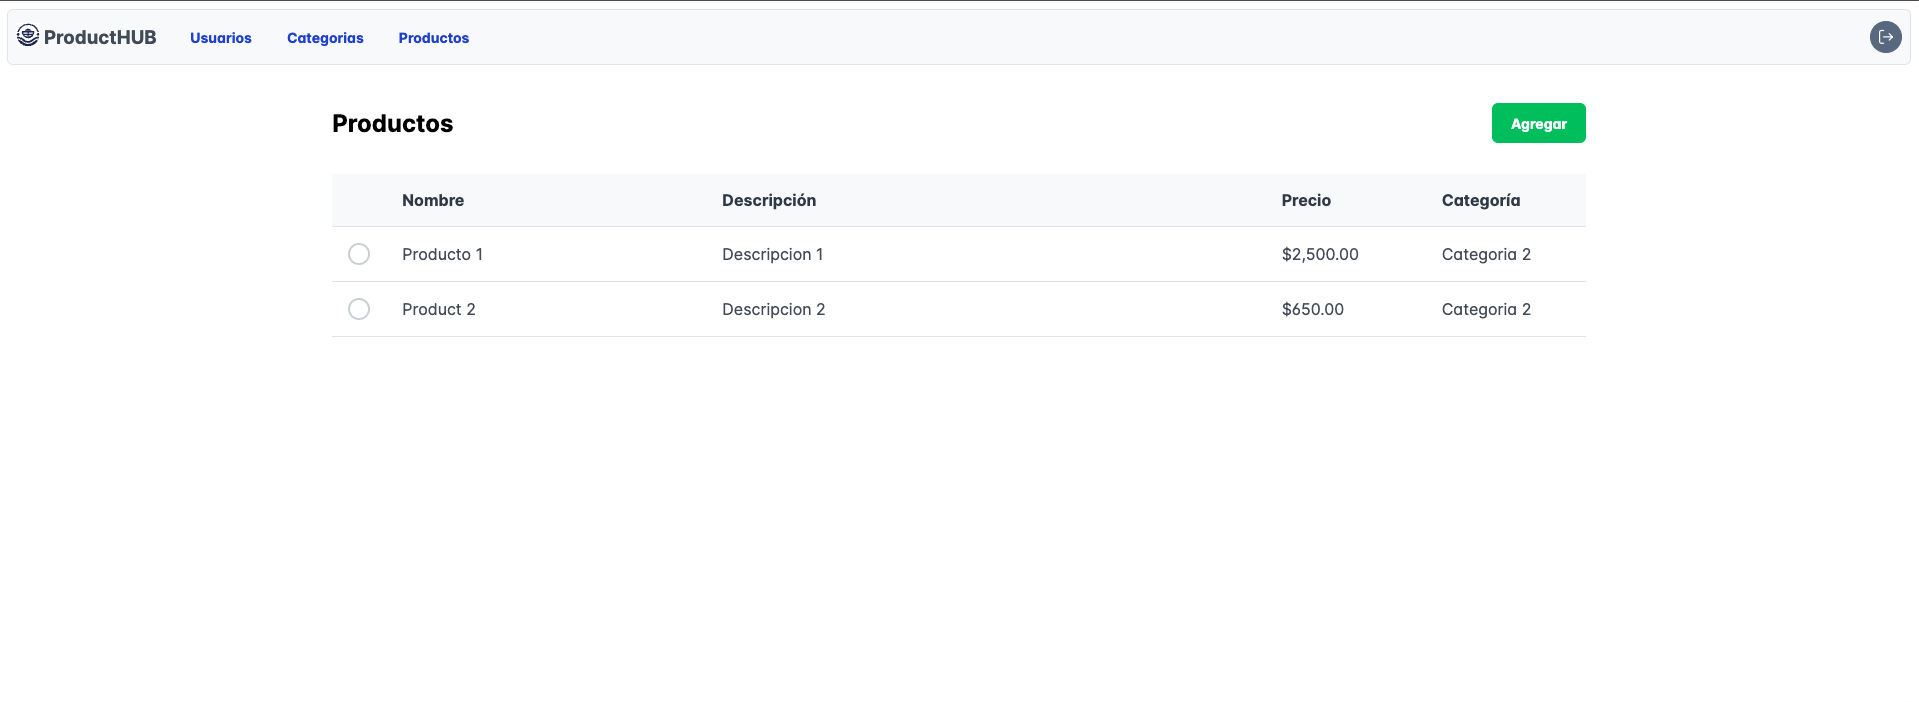 ProductHUB Usuarios Categorias Productos
Productos Agregar
Nombre Descripción Precio Categoría
Producto 1 Descripcion 1 $2,500.00 Categoria 2
Product 2 Descripcion 2 $650.00 Categoria 2